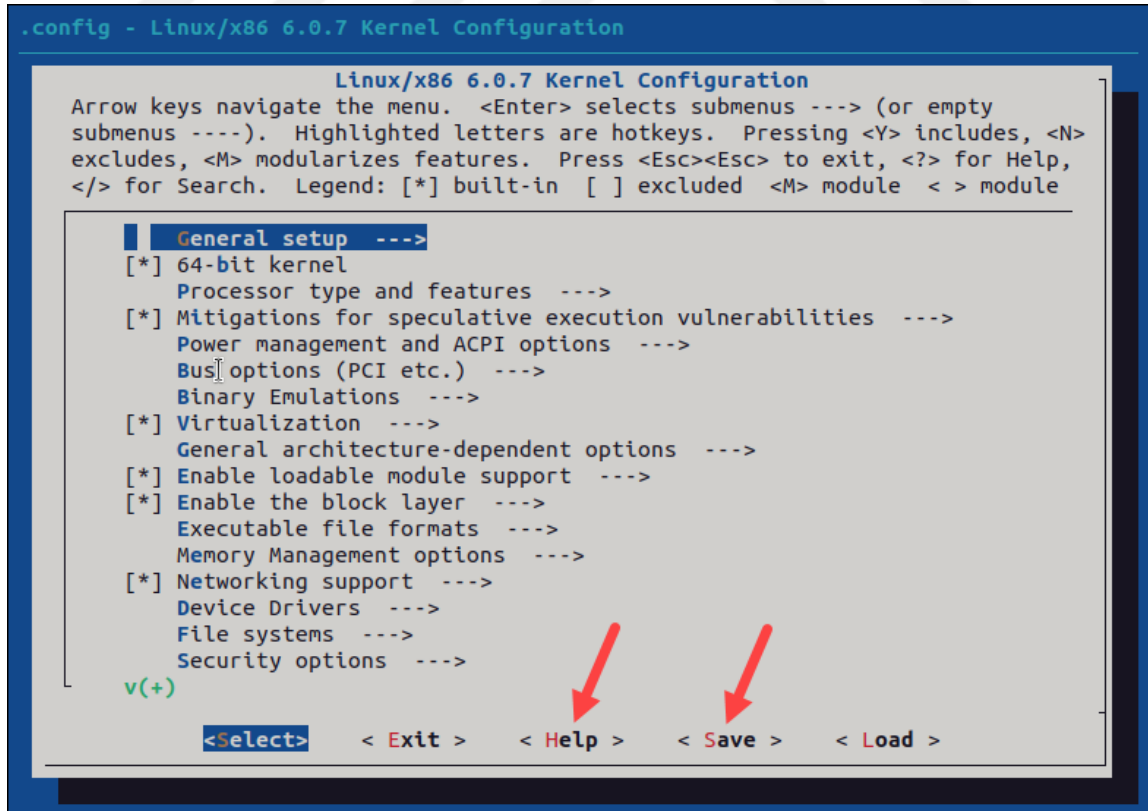 .config - Linux/x86 6.0.7 Kernel Configuration
Linux/x86 6.0.7 Kernel Configuration
Arrow keys navigate the menu.  <Enter> selects submenus ---> (or empty
submenus ----).  Highlighted letters are hotkeys.  Pressing <Y> includes, <N>
excludes, <M> modularizes features.  Press <Esc><Esc> to exit, <?> for Help,
</> for Search.  Legend: [*] built-in  [ ] excluded  <M> module  < > module
General setup  --->
[*] 64-bit kernel
Processor type and features  --->
[*] Mitigations for speculative execution vulnerabilities  --->
Power management and ACPI options  --->
Bus options (PCI etc.)  --->
Binary Emulations  --->
[*] Virtualization  --->
General architecture-dependent options  --->
[*] Enable loadable module support  --->
[*] Enable the block layer  --->
Executable file formats  --->
Memory Management options  --->
[*] Networking support  --->
Device Drivers  --->
File systems  --->
Security options  --->
v(+)
<Select>    < Exit >    < Help >    < Save >    < Load >